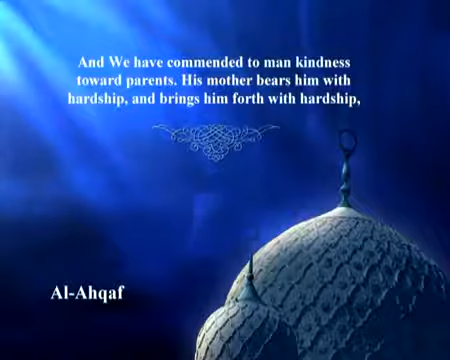 And We have commended to man kindness
toward parents. His mother bears him with
hardship, and brings him forth with hardship,
Al-Ahqaf